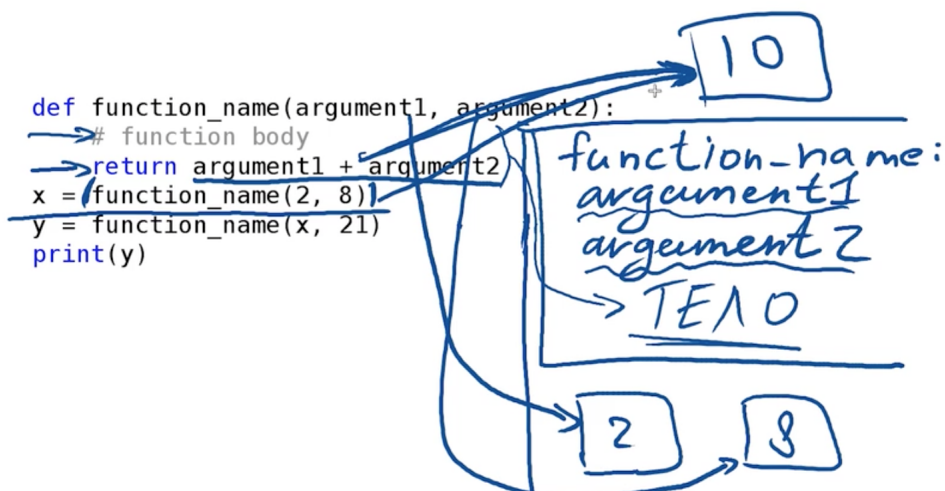 10
def function_name(argument1, argument2):
# function body
return argument1 + argument2
x = function_name(2, 8)
y = function_name(x, 21)
print(y)
function_name:
argument1
argument2
ТЕЛО
2 8